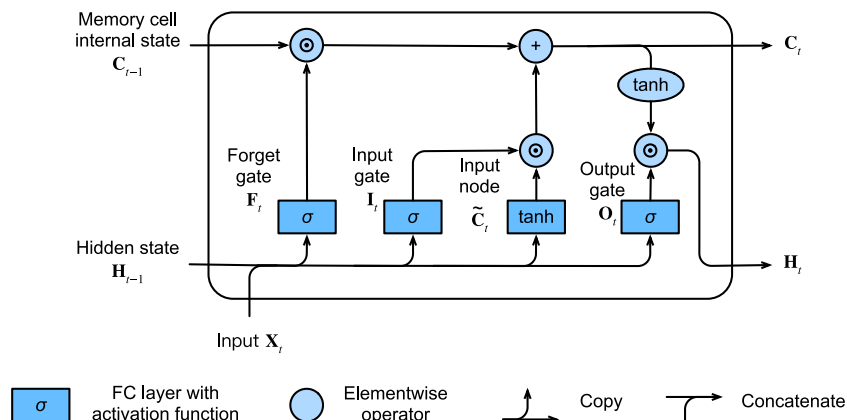 Memory cell
internal state
C_{t−1}
⊙
+
C_t
tanh
Forget
gate
F_t
Input
gate
I_t
Input
node
C̃_t
⊙
Output
gate
O_t
⊙
σ
σ
tanh
σ
Hidden state
H_{t−1}
H_t
Input X_t
σ
FC layer with
activation function
Elementwise
operator
Copy
Concatenate